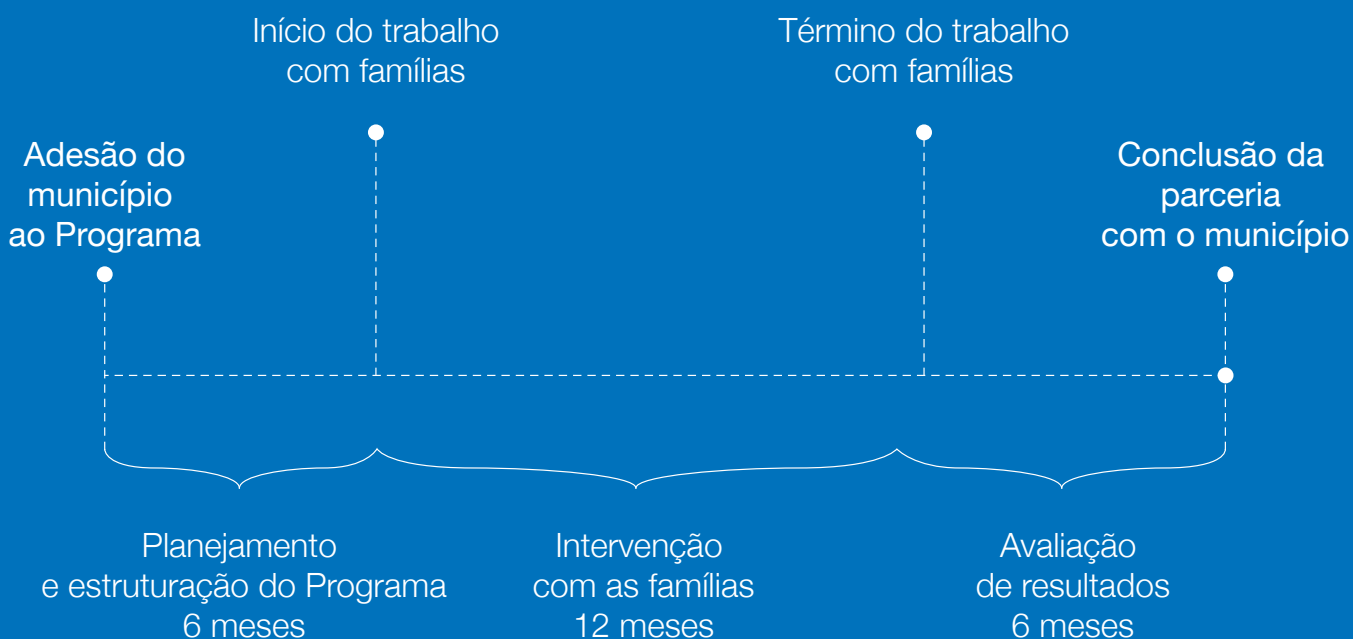 Início do trabalho
com famílias
Término do trabalho
com famílias
Adesão do
município
ao Programa
Conclusão da
parceria
com o município
Planejamento
e estruturação do Programa
6 meses
Intervenção
com as famílias
12 meses
Avaliação
de resultados
6 meses